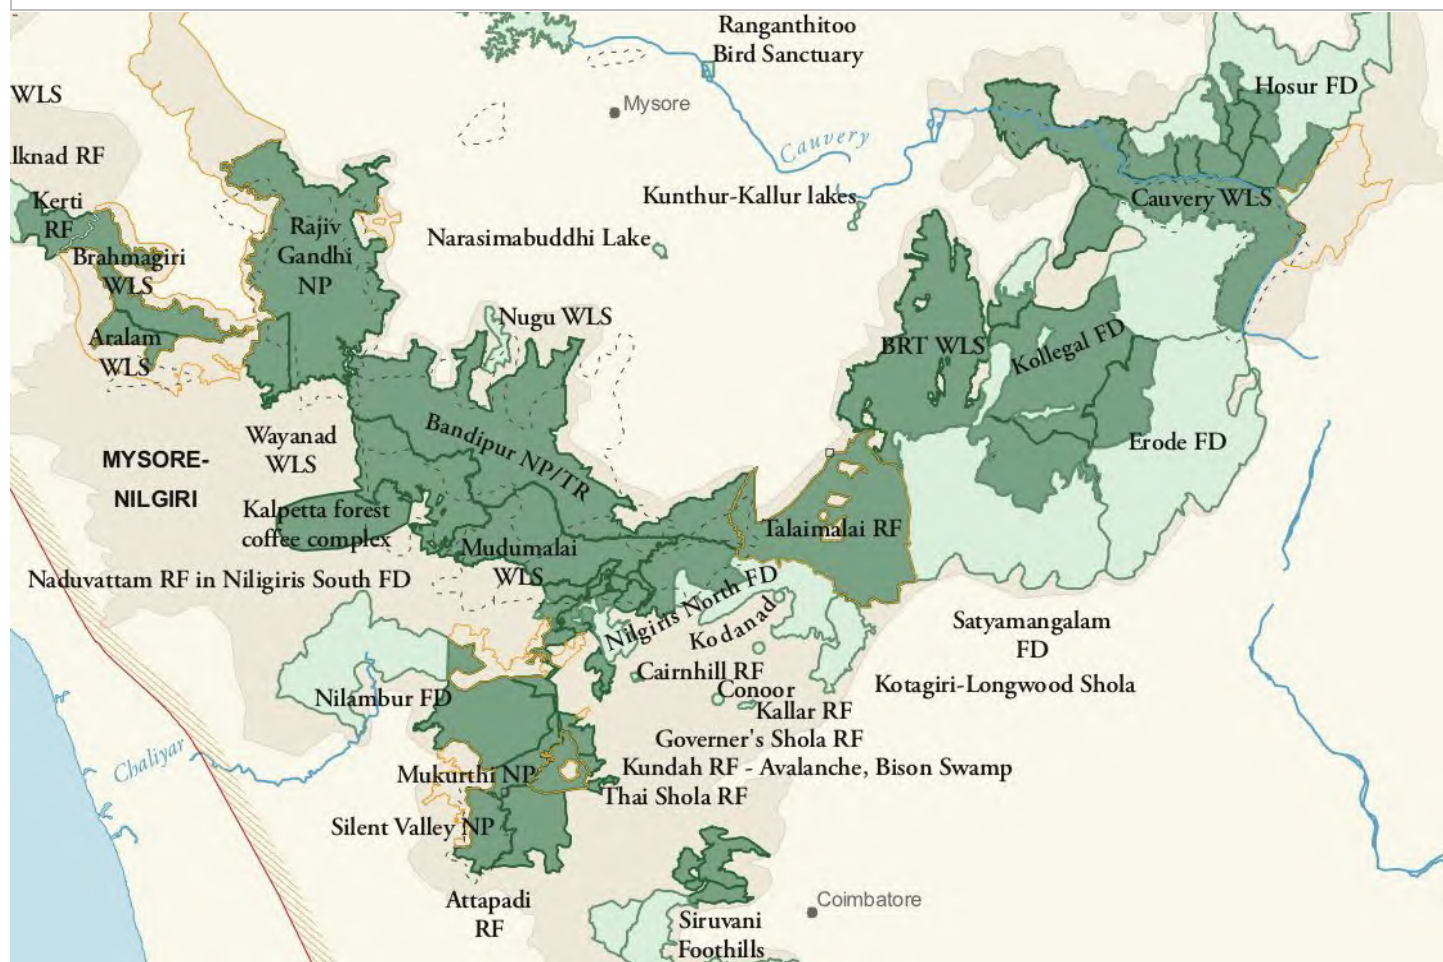 Ranganthitoo
Bird Sanctuary
Hosur FD
WLS
Mysore
Cauvery
lknad RF
Kerti
RF
Kunthur-Kallur lakes
Cauvery WLS
Rajiv
Gandhi
NP
Narasimabuddhi Lake
Brahmagiri
WLS
Nugu WLS
Aralam
WLS
BRT WLS
Kollegal FD
Wayanad
WLS
Bandipur NP/TR
Erode FD
MYSORE-
NILGIRI
Kalpetta forest
coffee complex
Talaimalai RF
Mudumalai
WLS
Naduvattam RF in Niligiris South FD
Nilgiris North FD
Kodanad
Satyamangalam
FD
Cairnhill RF
Conoor
Kotagiri-Longwood Shola
Nilambur FD
Kallar RF
Governer's Shola RF
Chaliyar
Mukurthi NP
Kundah RF - Avalanche, Bison Swamp
Thai Shola RF
Silent Valley NP
Attapadi
RF
Coimbatore
Siruvani
Foothills